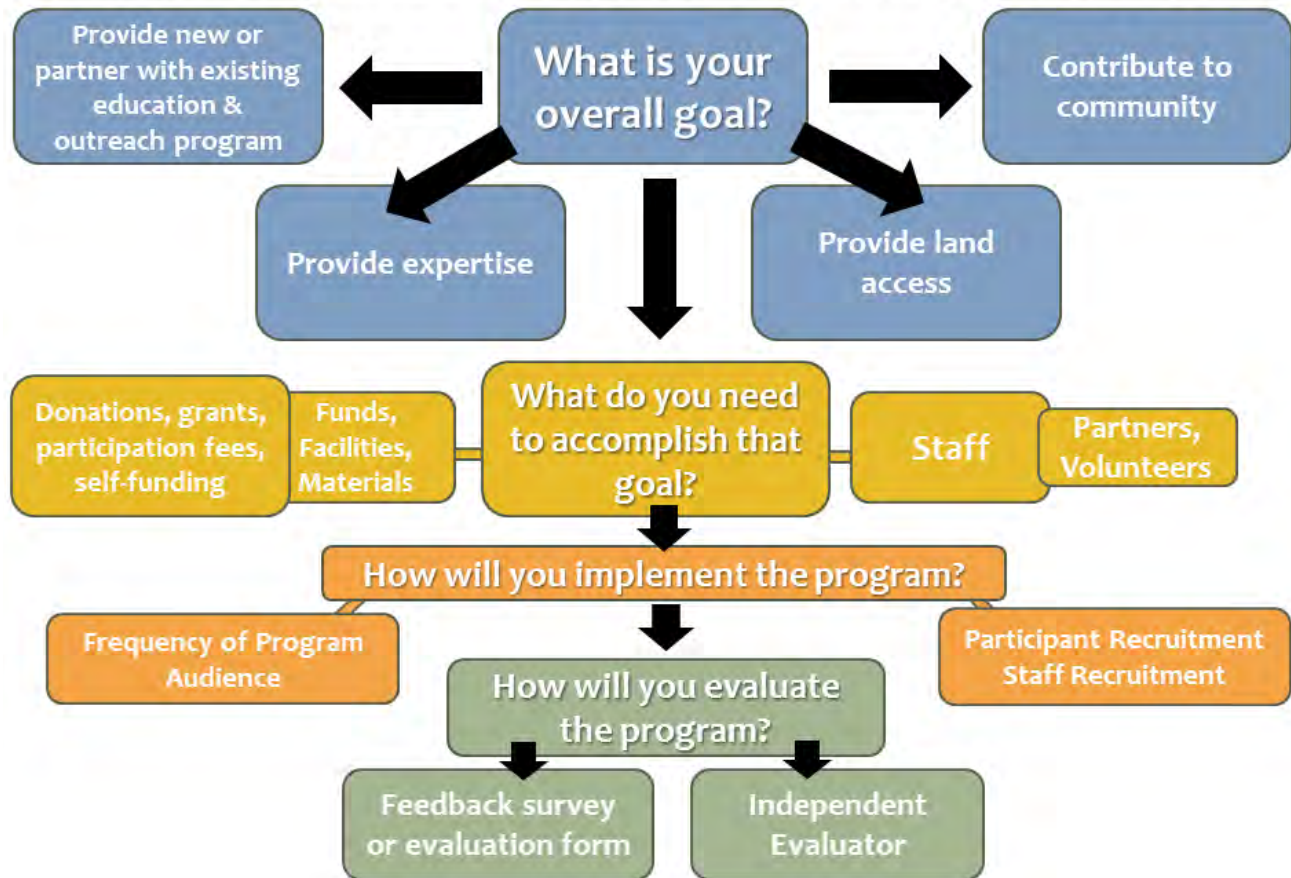 Provide new or
partner with existing
education &
outreach program
What is your
overall goal?
Contribute to
community
Provide expertise
Provide land
access
Donations, grants,
participation fees,
self-funding
Funds,
Facilities,
Materials
What do you need
to accomplish that
goal?
Staff
Partners,
Volunteers
How will you implement the program?
Frequency of Program
Audience
Participant Recruitment
Staff Recruitment
How will you evaluate
the program?
Feedback survey
or evaluation form
Independent
Evaluator